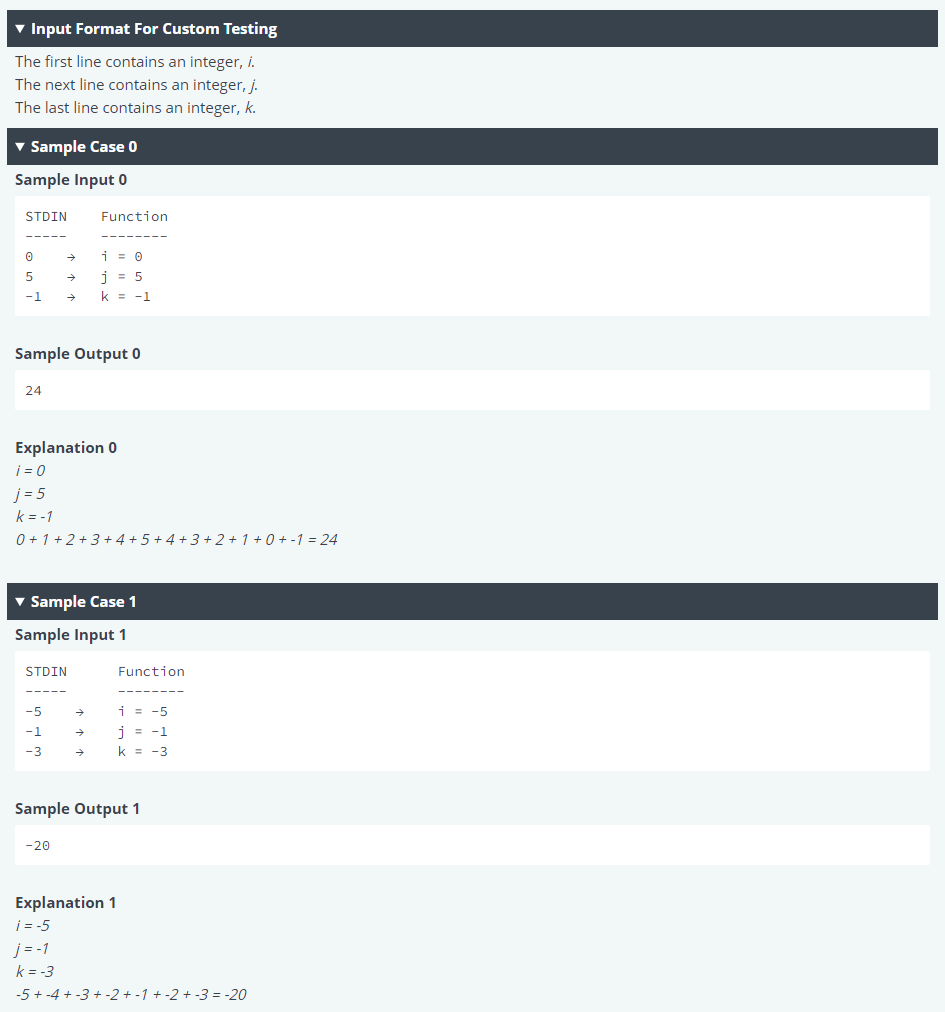 ▼ Input Format For Custom Testing
The first line contains an integer, i.
The next line contains an integer, j.
The last line contains an integer, k.
▼ Sample Case 0
Sample Input 0
STDIN    Function
-----    --------
0    →   i = 0
5    →   j = 5
-1   →   k = -1
Sample Output 0
24
Explanation 0
i = 0
j = 5
k = -1
0 + 1 + 2 + 3 + 4 + 5 + 4 + 3 + 2 + 1 + 0 + -1 = 24
▼ Sample Case 1
Sample Input 1
STDIN      Function
-----      --------
-5    →    i = -5
-1    →    j = -1
-3    →    k = -3
Sample Output 1
-20
Explanation 1
i = -5
j = -1
k = -3
-5 + -4 + -3 + -2 + -1 + -2 + -3 = -20